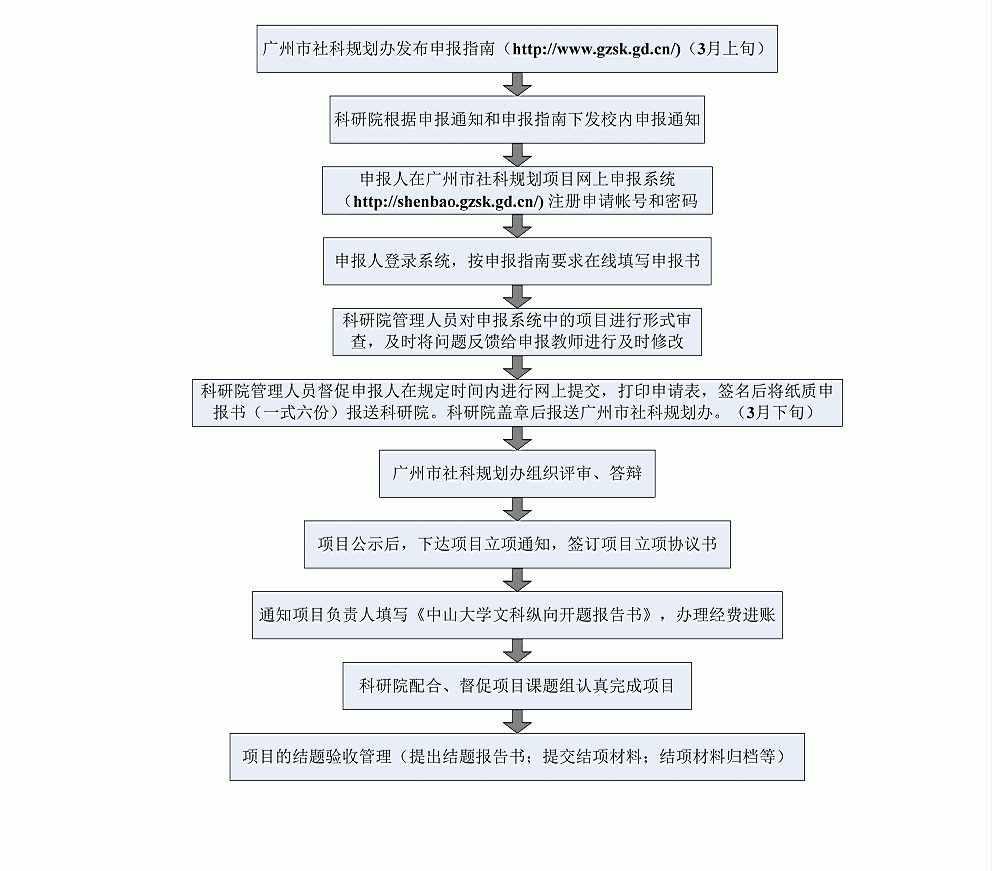 广州市社科规划办发布申报指南（http://www.gzsk.gd.cn/)（3月上旬）
科研院根据申报通知和申报指南下发校内申报通知
申报人在广州市社科规划项目网上申报系统
（http://shenbao.gzsk.gd.cn/) 注册申请帐号和密码
申报人登录系统，按申报指南要求在线填写申报书
科研院管理人员对申报系统中的项目进行形式审
查，及时将问题反馈给申报教师进行及时修改
科研院管理人员督促申报人在规定时间内进行网上提交，打印申请表，签名后将纸质申
报书（一式六份）报送科研院。科研院盖章后报送广州市社科规划办。（3月下旬）
广州市社科规划办组织评审、答辩
项目公示后，下达项目立项通知，签订项目立项协议书
通知项目负责人填写《中山大学文科纵向开题报告书》，办理经费进账
科研院配合、督促项目课题组认真完成项目
项目的结题验收管理（提出结题报告书；提交结项材料；结项材料归档等）